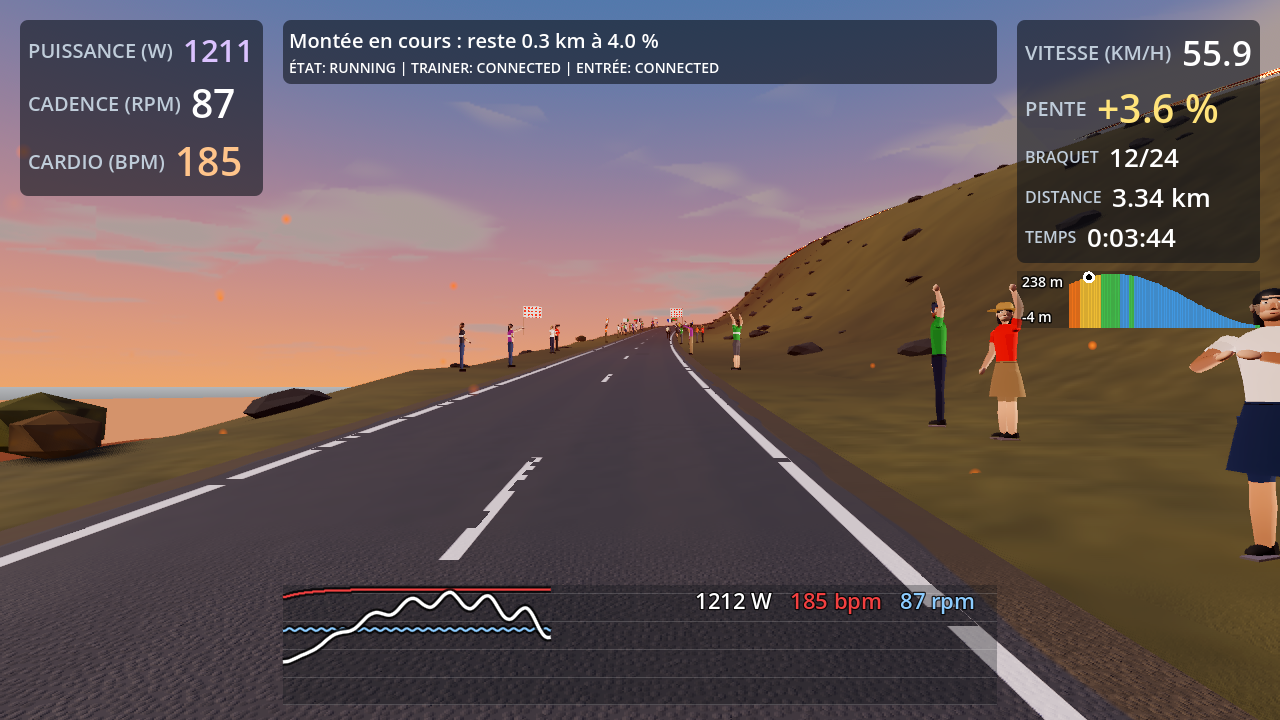 PUISSANCE (W) 1211
CADENCE (RPM) 87
CARDIO (BPM) 185
Montée en cours : reste 0.3 km à 4.0 %
ÉTAT: RUNNING | TRAINER: CONNECTED | ENTRÉE: CONNECTED
VITESSE (KM/H) 55.9
PENTE +3.6 %
BRAQUET 12/24
DISTANCE 3.34 km
TEMPS 0:03:44
238 m
-4 m
1212 W 185 bpm 87 rpm